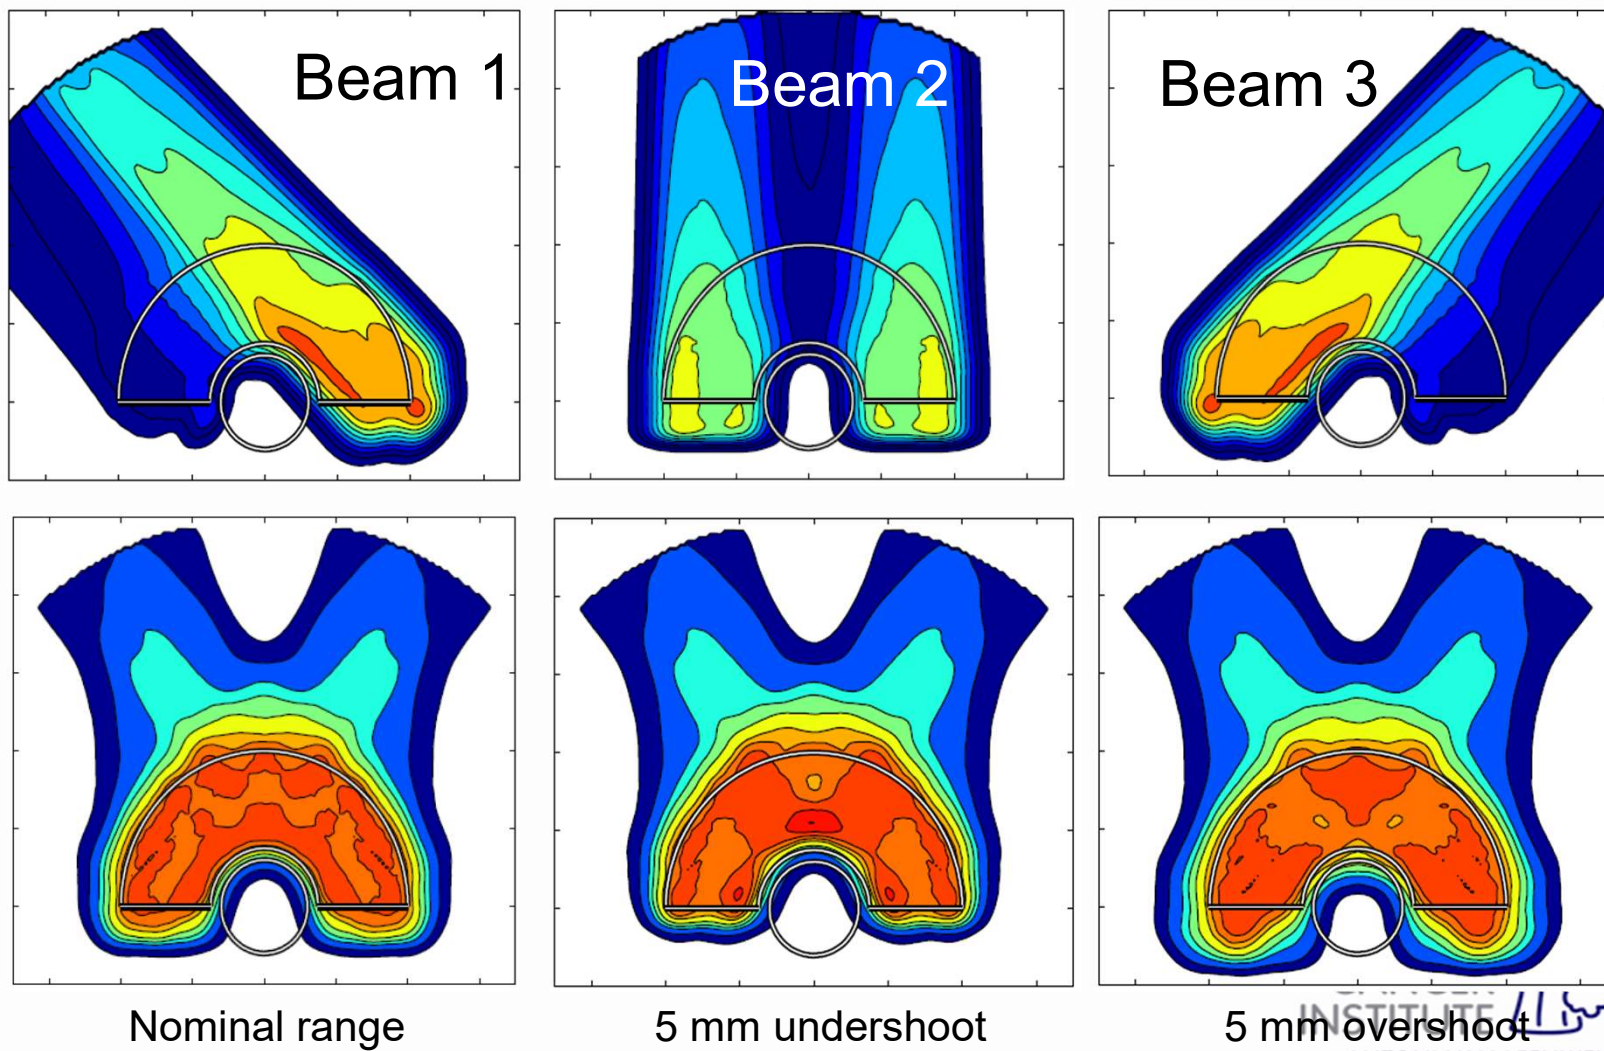 Beam 1
Beam 2
Beam 3
Nominal range
5 mm undershoot
5 mm overshoot
INSTITUTE